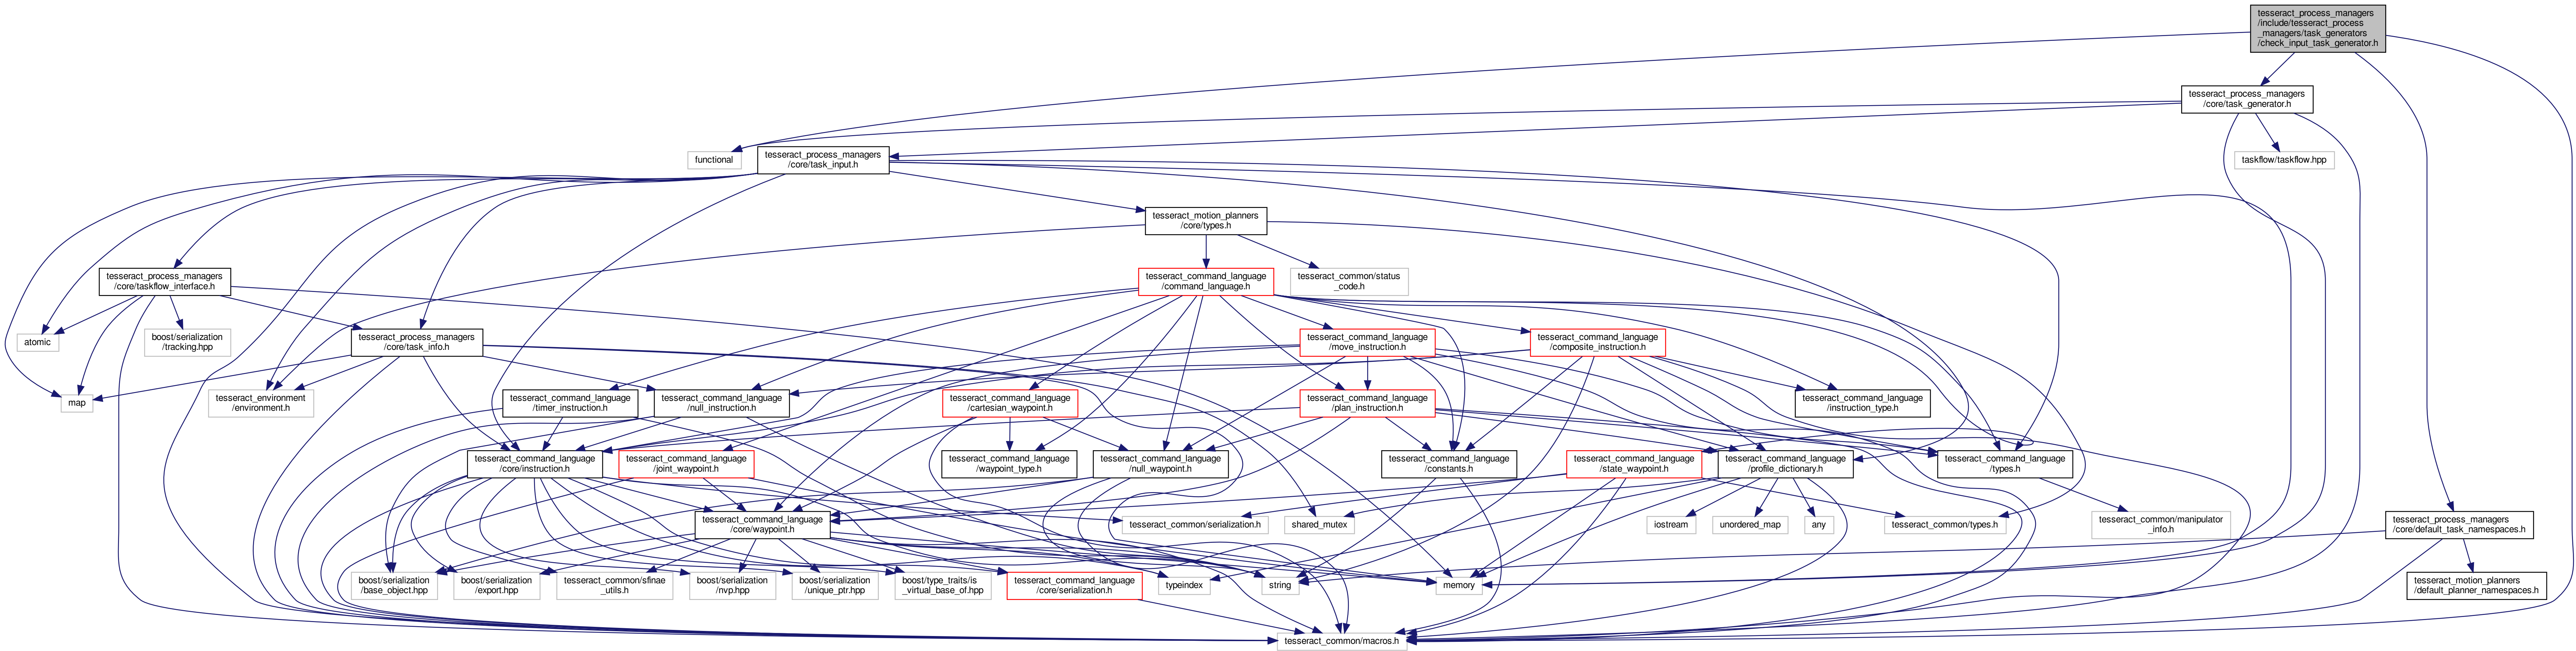 tesseract_process_managers
/include/tesseract_process
_managers/task_generators
/check_input_task_generator.h
tesseract_process_managers
/core/task_generator.h
functional
tesseract_process_managers
/core/task_input.h
taskflow/taskflow.hpp
tesseract_motion_planners
/core/types.h
tesseract_process_managers
/core/taskflow_interface.h
tesseract_command_language
/command_language.h
tesseract_common/status
_code.h
atomic
boost/serialization
/tracking.hpp
tesseract_process_managers
/core/task_info.h
tesseract_command_language
/move_instruction.h
tesseract_command_language
/composite_instruction.h
map
tesseract_environment
/environment.h
tesseract_command_language
/timer_instruction.h
tesseract_command_language
/null_instruction.h
tesseract_command_language
/cartesian_waypoint.h
tesseract_command_language
/plan_instruction.h
tesseract_command_language
/instruction_type.h
tesseract_command_language
/core/instruction.h
tesseract_command_language
/joint_waypoint.h
tesseract_command_language
/waypoint_type.h
tesseract_command_language
/null_waypoint.h
tesseract_command_language
/constants.h
tesseract_command_language
/state_waypoint.h
tesseract_command_language
/profile_dictionary.h
tesseract_command_language
/types.h
tesseract_command_language
/core/waypoint.h
tesseract_common/serialization.h
shared_mutex
iostream
unordered_map
any
tesseract_common/types.h
tesseract_common/manipulator
_info.h
tesseract_process_managers
/core/default_task_namespaces.h
boost/serialization
/base_object.hpp
boost/serialization
/export.hpp
tesseract_common/sfinae
_utils.h
boost/serialization
/nvp.hpp
boost/serialization
/unique_ptr.hpp
boost/type_traits/is
_virtual_base_of.hpp
tesseract_command_language
/core/serialization.h
typeindex
string
memory
tesseract_motion_planners
/default_planner_namespaces.h
tesseract_common/macros.h